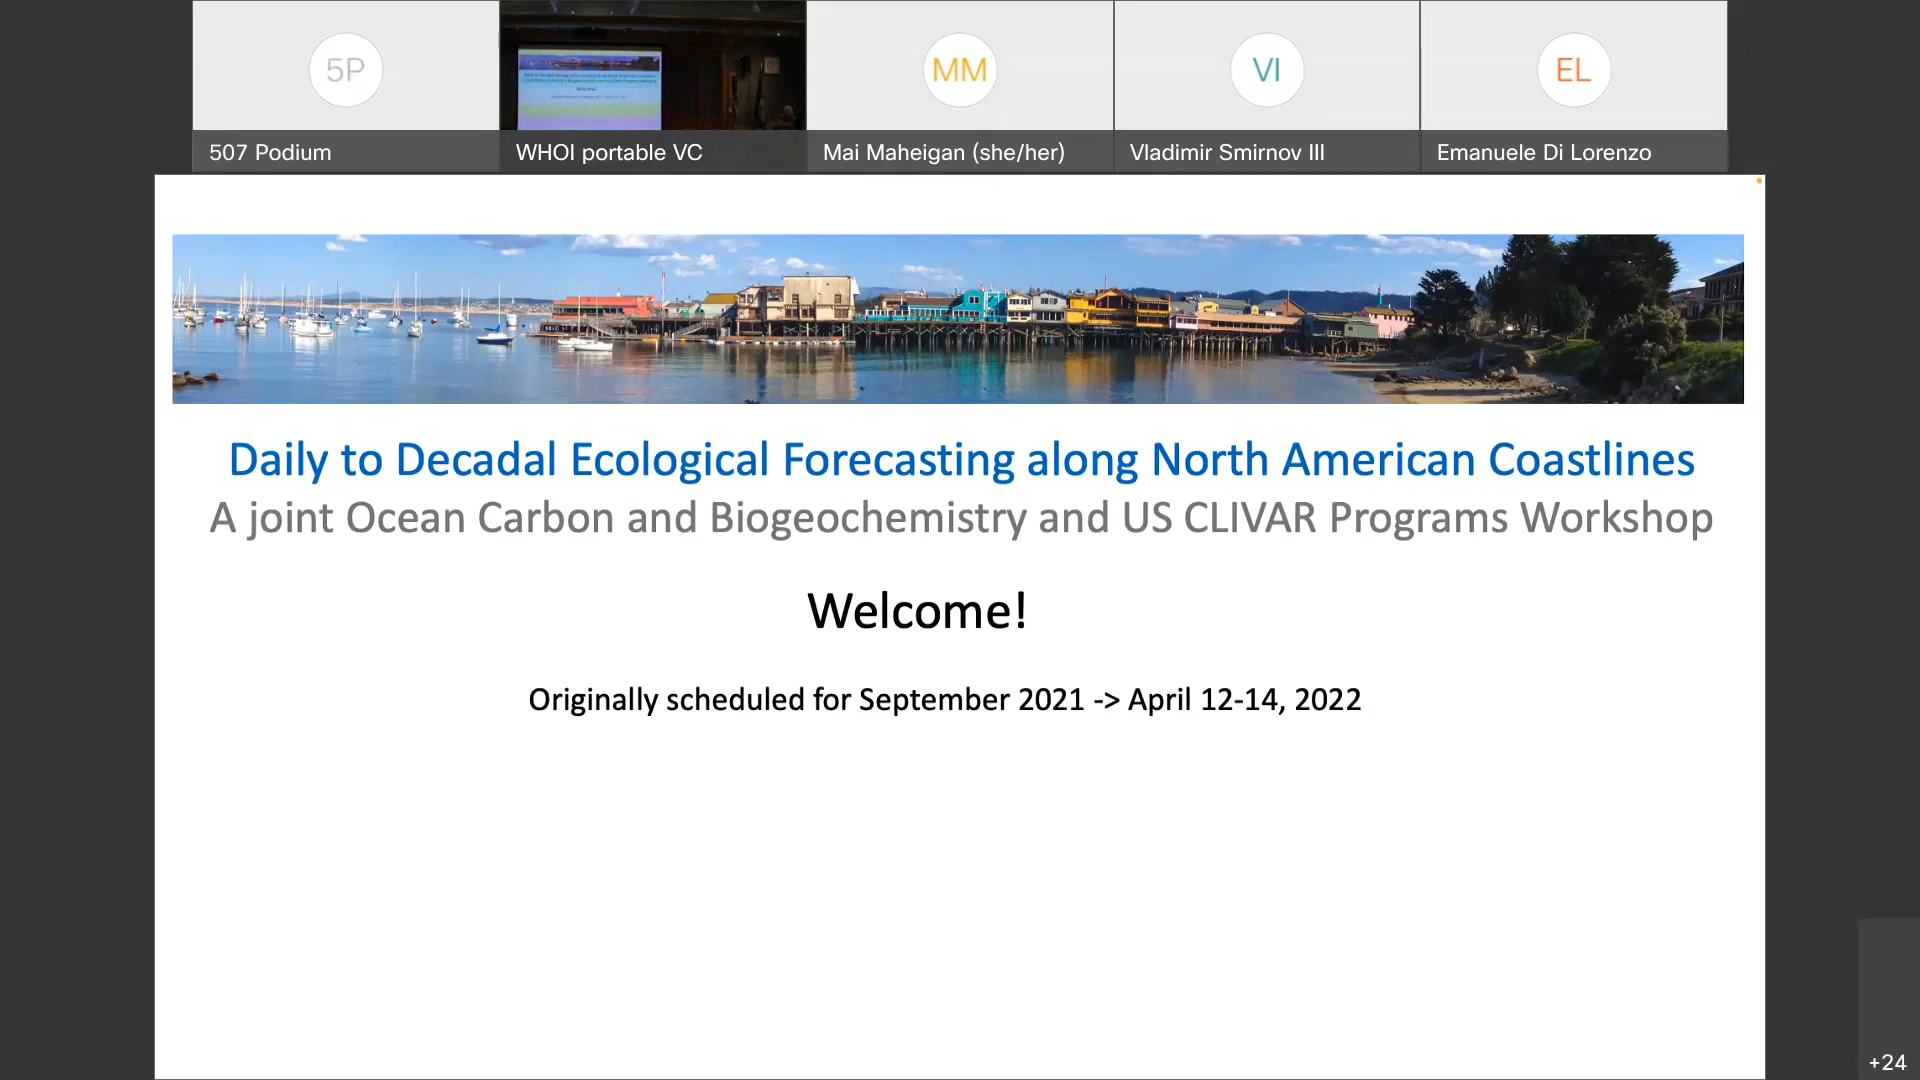 5P
MM
VI
EL
507 Podium
WHOI portable VC
Mai Maheigan (she/her)
Vladimir Smirnov III
Emanuele Di Lorenzo
Daily to Decadal Ecological Forecasting along North American Coastlines
A joint Ocean Carbon and Biogeochemistry and US CLIVAR Programs Workshop
Welcome!
Originally scheduled for September 2021 -> April 12-14, 2022
+24